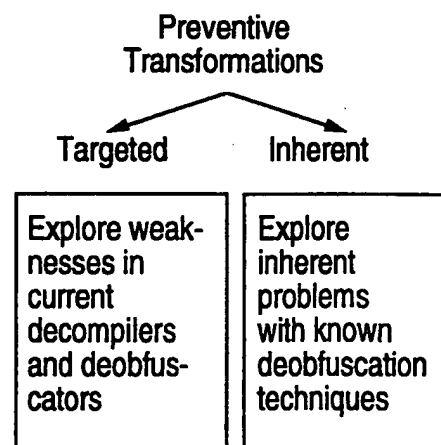 Preventive
Transformations
Targeted
Inherent
Explore weak-
nesses in
current
decompilers
and deobfus-
cators
Explore
inherent
problems
with known
deobfuscation
techniques